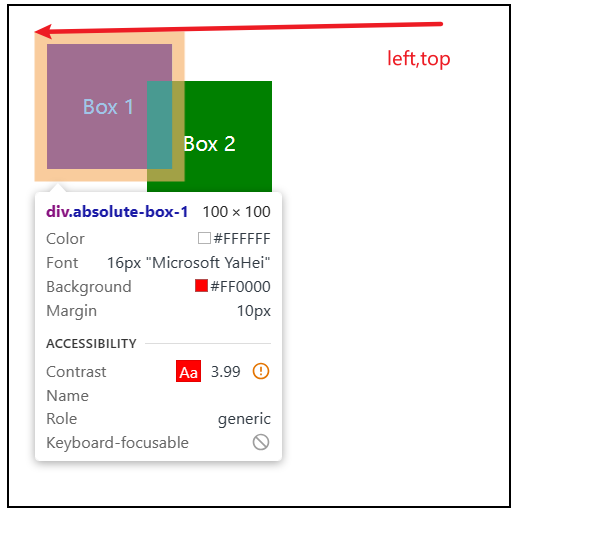 left,top
Box 1
Box 2
div.absolute-box-1 100 × 100
Color #FFFFFF
Font 16px "Microsoft YaHei"
Background #FF0000
Margin 10px
ACCESSIBILITY
Contrast Aa 3.99
Name
Role generic
Keyboard-focusable